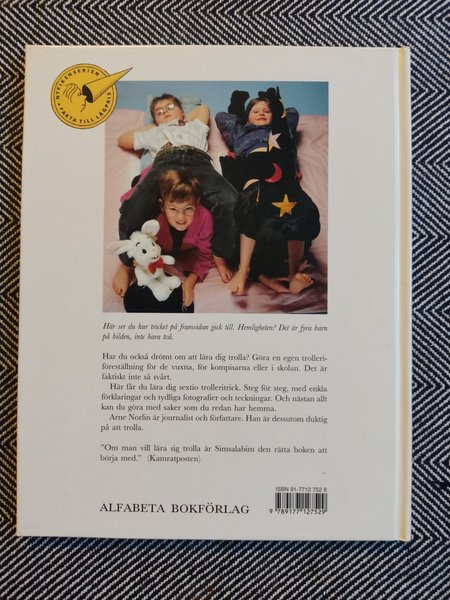 NYFIKENSERIEN
FAKTA TILL LÅGPRIS
Här ser du hur tricket på framsidan gick till. Hemligheten? Det är fyra barn
på bilden, inte bara två.
Har du också drömt om att lära dig trolla? Göra en egen trolleri-
föreställning för de vuxna, för kompisarna eller i skolan. Det är
faktiskt inte så svårt.
Här får du lära dig sextio trolleritrick. Steg för steg, med enkla
förklaringar och tydliga fotografier och teckningar. Och nästan allt
kan du göra med saker som du redan har hemma.
Arne Norlin är journalist och författare. Han är dessutom duktig
på att trolla.
”Om man vill lära sig trolla är Simsalabim den rätta boken att
börja med.” (Kamratposten)
ISBN 91-7712 752 8
9 789177 127529
ALFABETA BOKFÖRLAG